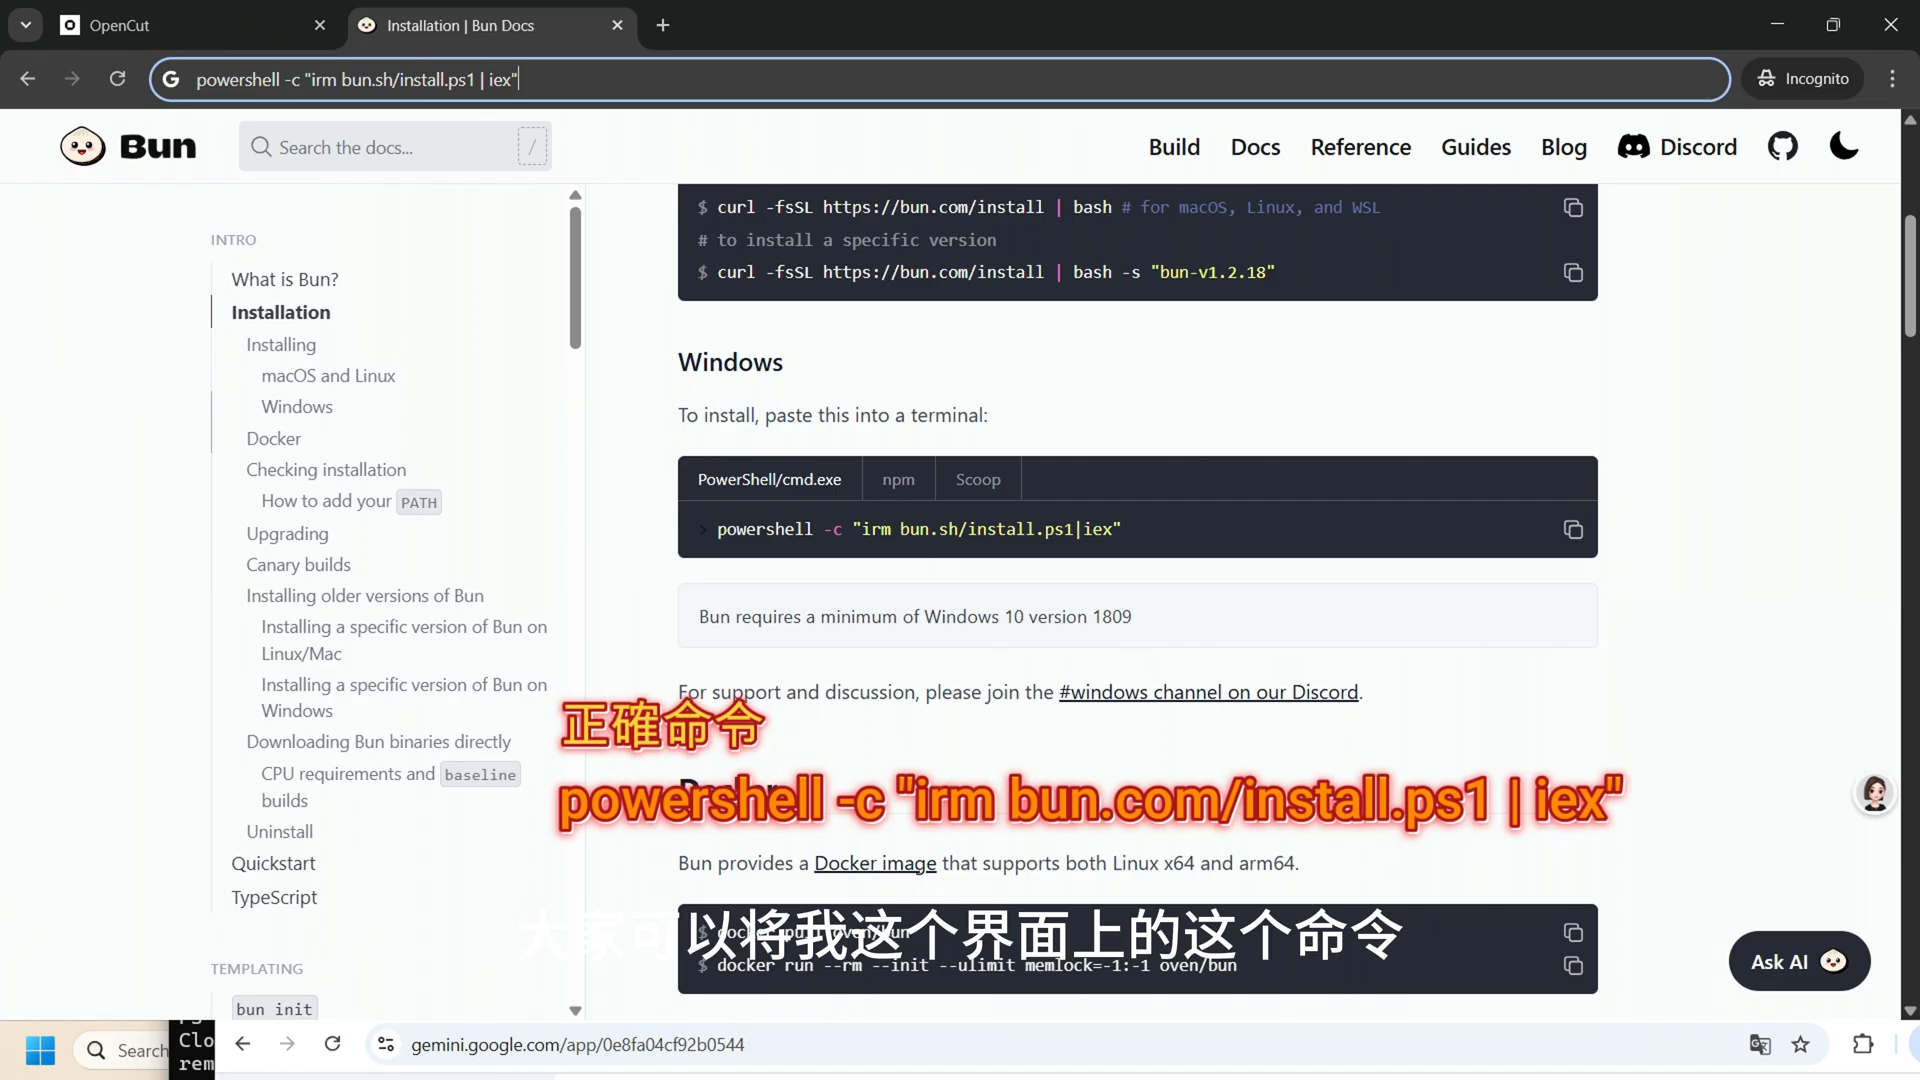 OpenCut
Installation | Bun Docs
powershell -c "irm bun.sh/install.ps1 | iex"
Incognito
Bun
Search the docs...
/
Build
Docs
Reference
Guides
Blog
Discord
INTRO
What is Bun?
Installation
Installing
macOS and Linux
Windows
Docker
Checking installation
How to add your PATH
Upgrading
Canary builds
Installing older versions of Bun
Installing a specific version of Bun on
Linux/Mac
Installing a specific version of Bun on
Windows
Downloading Bun binaries directly
CPU requirements and baseline
builds
Uninstall
Quickstart
TypeScript
TEMPLATING
bun init
$ curl -fsSL https://bun.com/install | bash # for macOS, Linux, and WSL
# to install a specific version
$ curl -fsSL https://bun.com/install | bash -s "bun-v1.2.18"
Windows
To install, paste this into a terminal:
PowerShell/cmd.exe
npm
Scoop
> powershell -c "irm bun.sh/install.ps1|iex"
Bun requires a minimum of Windows 10 version 1809
For support and discussion, please join the #windows channel on our Discord.
正確命令
powershell -c "irm bun.com/install.ps1 | iex"
Bun provides a Docker image that supports both Linux x64 and arm64.
大家可以将我这个界面上的这个命令
$ docker run --rm --init --ulimit memlock=-1:-1 oven/bun
Ask AI
Search
Clo
rem
gemini.google.com/app/0e8fa04cf92b0544